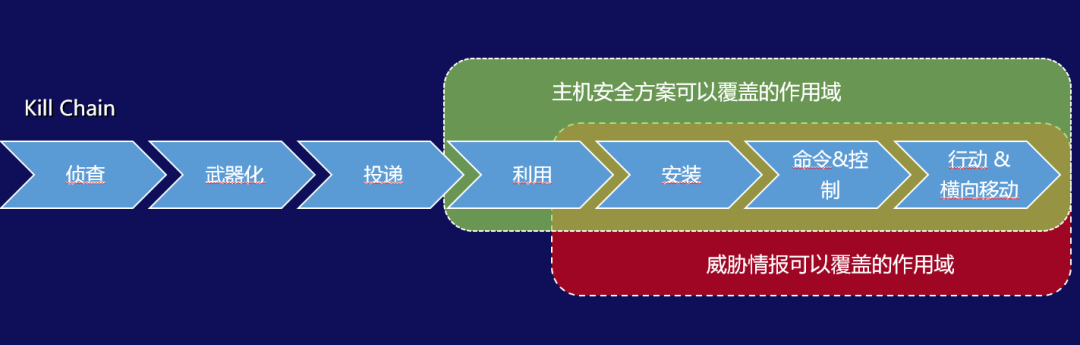 主机安全方案可以覆盖的作用域
Kill Chain
侦查
武器化
投递
利用
安装
命令&控
制
行动 &
横向移动
威胁情报可以覆盖的作用域